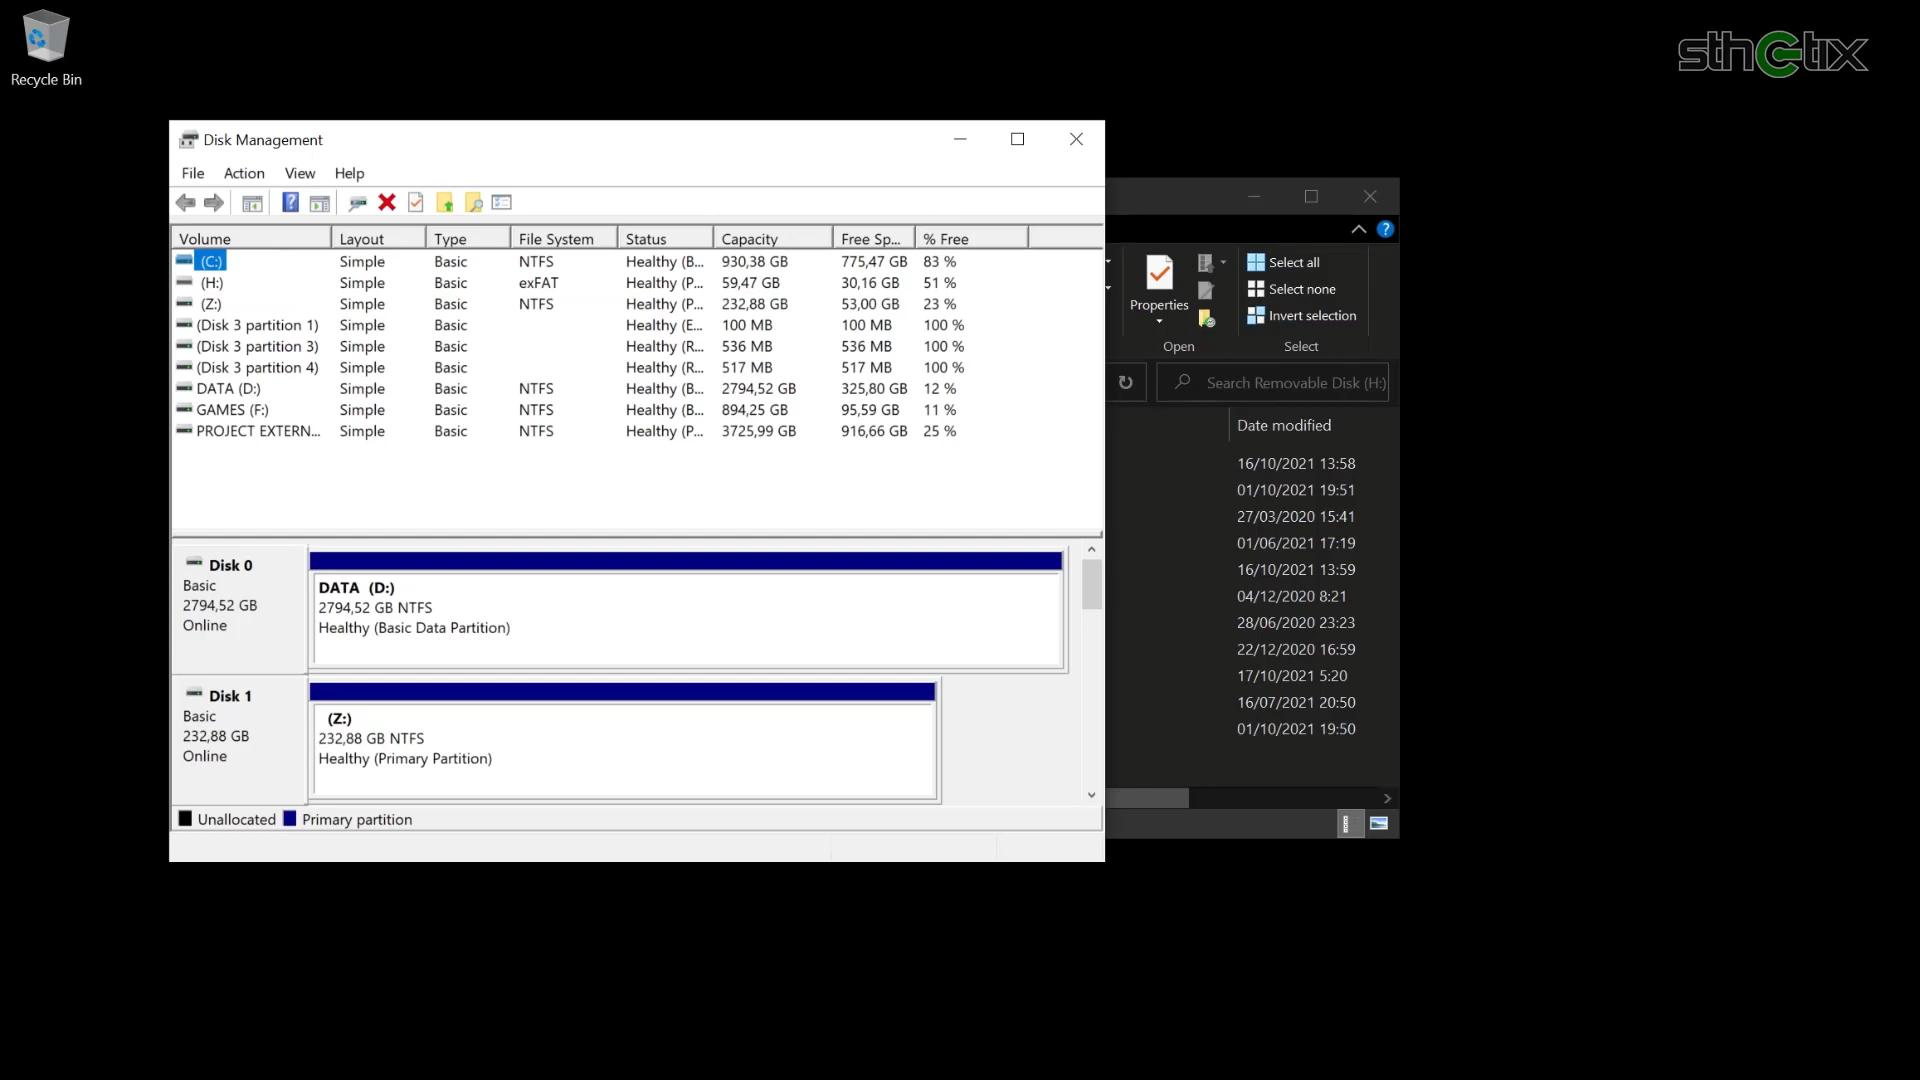 Recycle Bin
sthetix
Disk Management
File Action View Help
Volume Layout Type File System Status Capacity Free Sp... % Free
(C:) Simple Basic NTFS Healthy (B... 930,38 GB 775,47 GB 83 %
(H:) Simple Basic exFAT Healthy (P... 59,47 GB 30,16 GB 51 %
(Z:) Simple Basic NTFS Healthy (P... 232,88 GB 53,00 GB 23 %
(Disk 3 partition 1) Simple Basic Healthy (E... 100 MB 100 MB 100 %
(Disk 3 partition 3) Simple Basic Healthy (R... 536 MB 536 MB 100 %
(Disk 3 partition 4) Simple Basic Healthy (R... 517 MB 517 MB 100 %
DATA (D:) Simple Basic NTFS Healthy (B... 2794,52 GB 325,80 GB 12 %
GAMES (F:) Simple Basic NTFS Healthy (B... 894,25 GB 95,59 GB 11 %
PROJECT EXTERN... Simple Basic NTFS Healthy (P... 3725,99 GB 916,66 GB 25 %
Disk 0
Basic
2794,52 GB
Online
DATA (D:)
2794,52 GB NTFS
Healthy (Basic Data Partition)
Disk 1
Basic
232,88 GB
Online
(Z:)
232,88 GB NTFS
Healthy (Primary Partition)
Unallocated Primary partition
Properties
Open
Select all
Select none
Invert selection
Select
Search Removable Disk (H:)
Date modified
16/10/2021 13:58
01/10/2021 19:51
27/03/2020 15:41
01/06/2021 17:19
16/10/2021 13:59
04/12/2020 8:21
28/06/2020 23:23
22/12/2020 16:59
17/10/2021 5:20
16/07/2021 20:50
01/10/2021 19:50